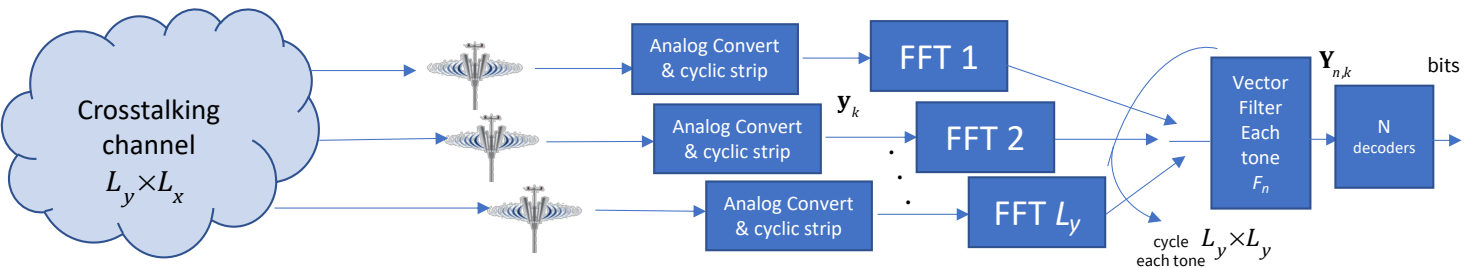 Crosstalking
channel
L_y×L_x
Analog Convert
& cyclic strip
FFT 1
Analog Convert
& cyclic strip
y_k
FFT 2
Analog Convert
& cyclic strip
FFT L_y
cycle
each tone
L_y×L_y
Vector
Filter
Each
tone
F_n
Y_{n,k}
N
decoders
bits